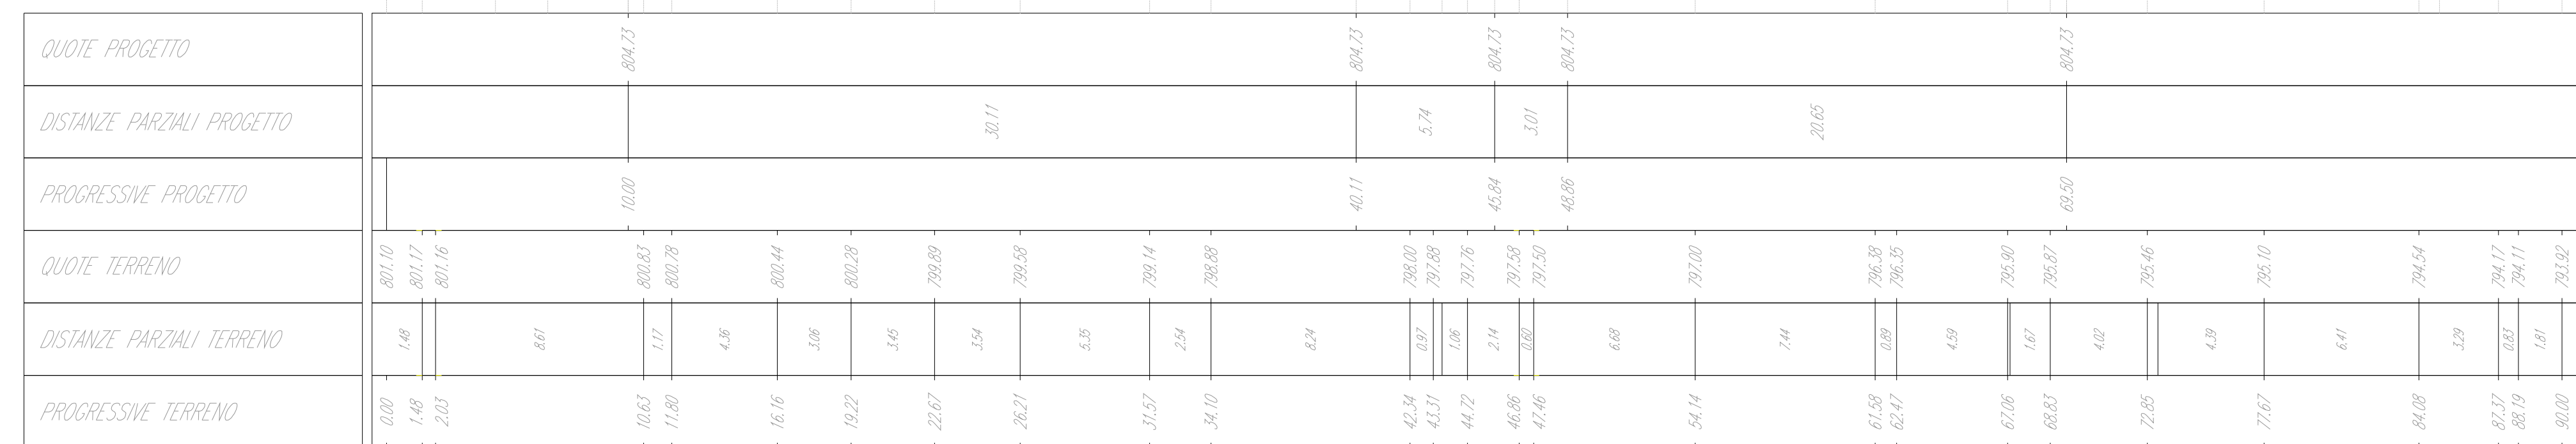 QUOTE PROGETTO 804.73 804.73 804.73 804.73 804.73
DISTANZE PARZIALI PROGETTO 30.11 5.74 3.01 20.65
PROGRESSIVE PROGETTO 10.00 40.11 45.84 48.86 69.50
QUOTE TERRENO 801.10 801.17 801.16 800.83 800.78 800.44 800.28 799.89 799.58 799.14 798.88 798.00 797.88 797.76 797.58 797.50 797.00 796.38 796.35 795.90 795.87 795.46 795.10 794.54 794.17 794.11 793.92
DISTANZE PARZIALI TERRENO 1.48 8.61 1.17 4.36 3.06 3.45 3.54 5.35 2.54 8.24 0.97 1.06 2.14 0.60 6.68 7.44 0.89 4.59 1.67 4.02 4.39 6.41 3.29 0.83 1.81
PROGRESSIVE TERRENO 0.00 1.48 2.03 10.63 11.80 16.16 19.22 22.67 26.21 31.57 34.10 42.34 43.31 44.72 46.86 47.46 54.14 61.58 62.47 67.06 68.83 72.85 77.67 84.08 87.37 88.19 90.00